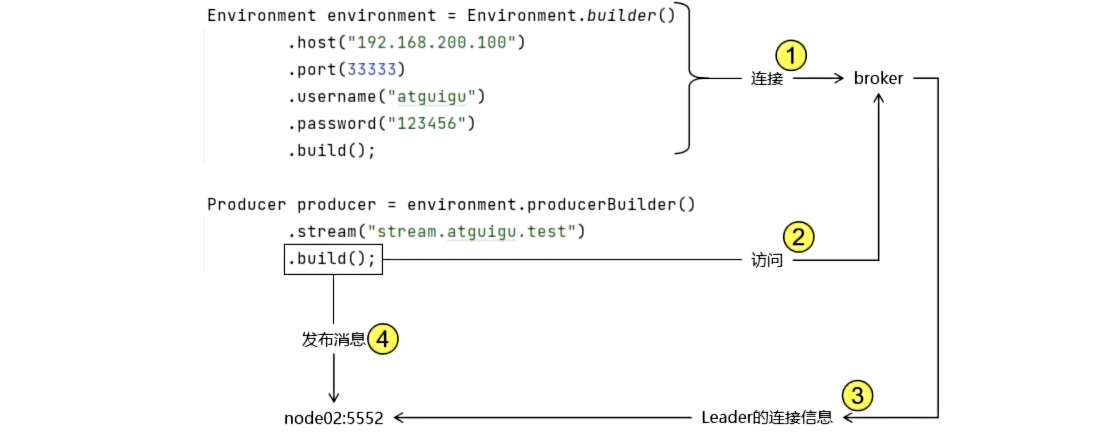 Environment environment = Environment.builder()
.host("192.168.200.100")
.port(33333)
.username("atguigu")
.password("123456")
.build();
① 连接 broker
Producer producer = environment.producerBuilder()
.stream("stream.atguigu.test")
.build();
② 访问
发布消息 ④
③
node02:5552
Leader的连接信息